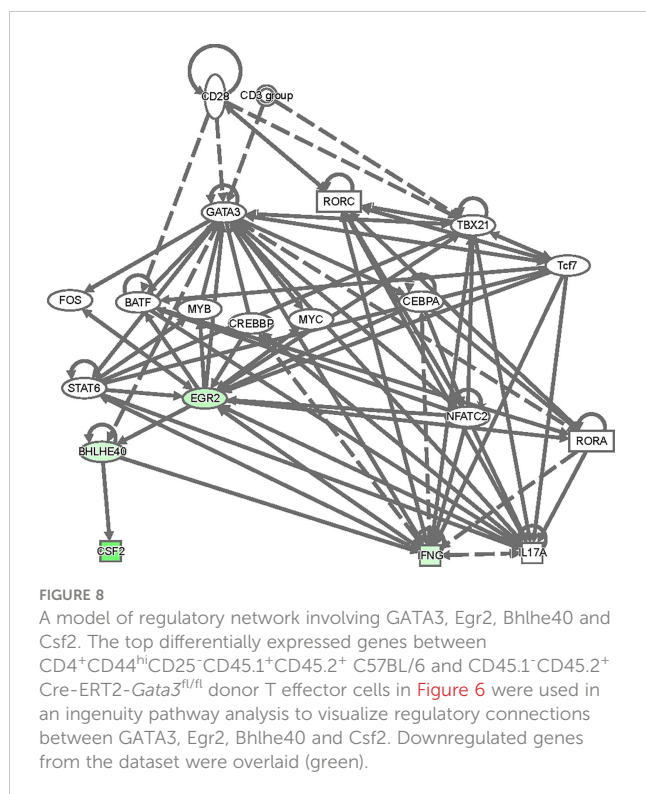 CD28
CD3 group
RORC
GATA3
TBX21
Tcf7
FOS
BATF
MYB
CREBBP
MYC
CEBPA
STAT6
EGR2
NFATC2
RORA
BHLHE40
CSF2
IFNG
IL17A
FIGURE 8
A model of regulatory network involving GATA3, Egr2, Bhlhe40 and
Csf2. The top differentially expressed genes between
CD4⁺CD44ʰⁱCD25⁻CD45.1⁺CD45.2⁺ C57BL/6 and CD45.1⁻CD45.2⁺
Cre-ERT2-Gata3ᶠˡ/ᶠˡ donor T effector cells in Figure 6 were used in
an ingenuity pathway analysis to visualize regulatory connections
between GATA3, Egr2, Bhlhe40 and Csf2. Downregulated genes
from the dataset were overlaid (green).